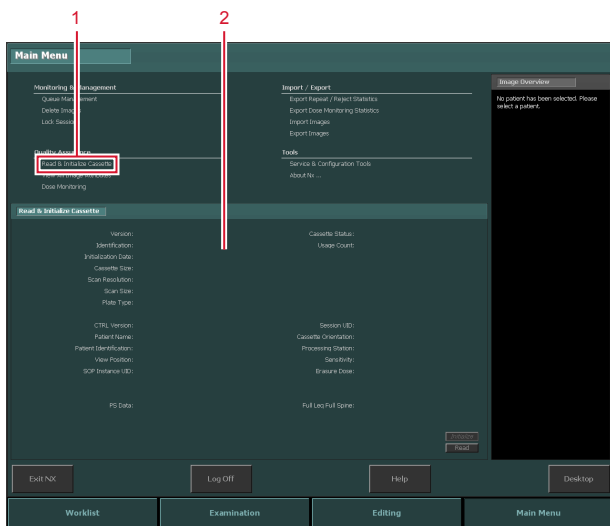 1 2
Main Menu
Monitoring & Management Import / Export
Queue Management Export Repeat / Reject Statistics
Delete Images Export Dose Monitoring Statistics
Lock Session Import Images
Export Images
Quality Assurance Tools
Read & Initialize Cassette Service & Configuration Tools
View All Image Attributes About Nx ...
Dose Monitoring
Image Overview
No patient has been selected. Please
select a patient.
Read & Initialize Cassette
Version: Cassette Status:
Identification: Usage Count:
Initialization Date:
Cassette Size:
Scan Resolution:
Scan Size:
Plate Type:
CTRL Version: Session UID:
Patient Name: Cassette Orientation:
Patient Identification: Processing Station:
View Position: Sensitivity:
SOP Instance UID: Erasure Dose:
PS Data: Full Leg Full Spine:
Initialize
Read
Exit NX Log Off Help Desktop
Worklist Examination Editing Main Menu